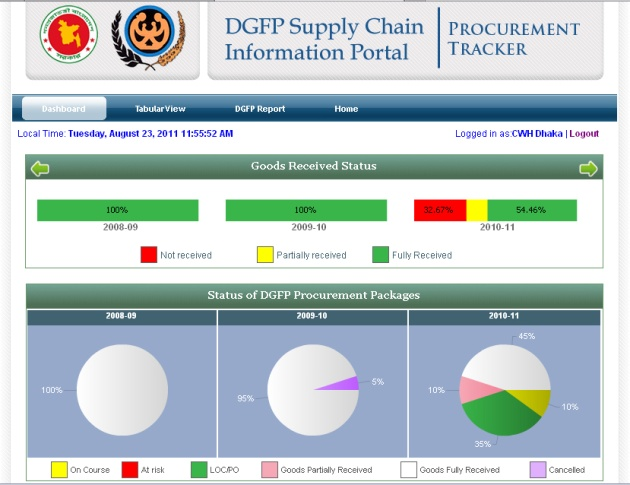 DGFP Supply Chain
Information Portal
PROCUREMENT
TRACKER
Dashboard TabularView DGFP Report Home
Local Time: Tuesday, August 23, 2011 11:55:52 AM Logged in as:CWH Dhaka | Logout
Goods Received Status
100% 100% 32.67% 54.46%
2008-09 2009-10 2010-11
Not received Partially received Fully Received
Status of DGFP Procurement Packages
2008-09 2009-10 2010-11
45%
5%
100% 95% 10%
10%
35%
On Course At risk LOC/PO Goods Partially Received Goods Fully Received Cancelled